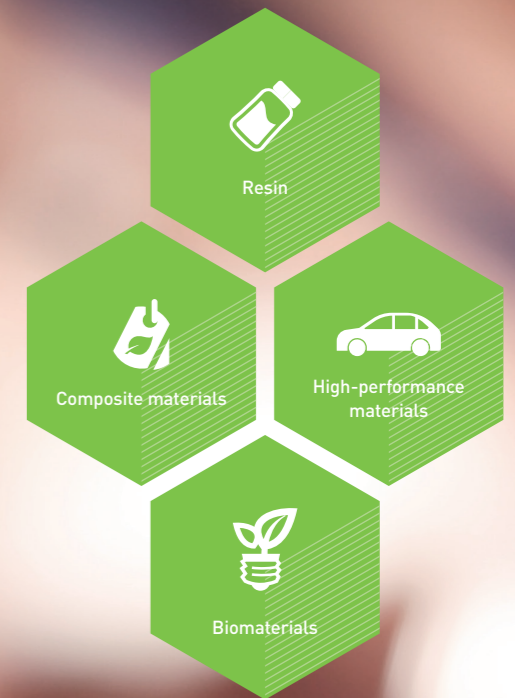 Resin
Composite materials
High-performance
materials
Biomaterials